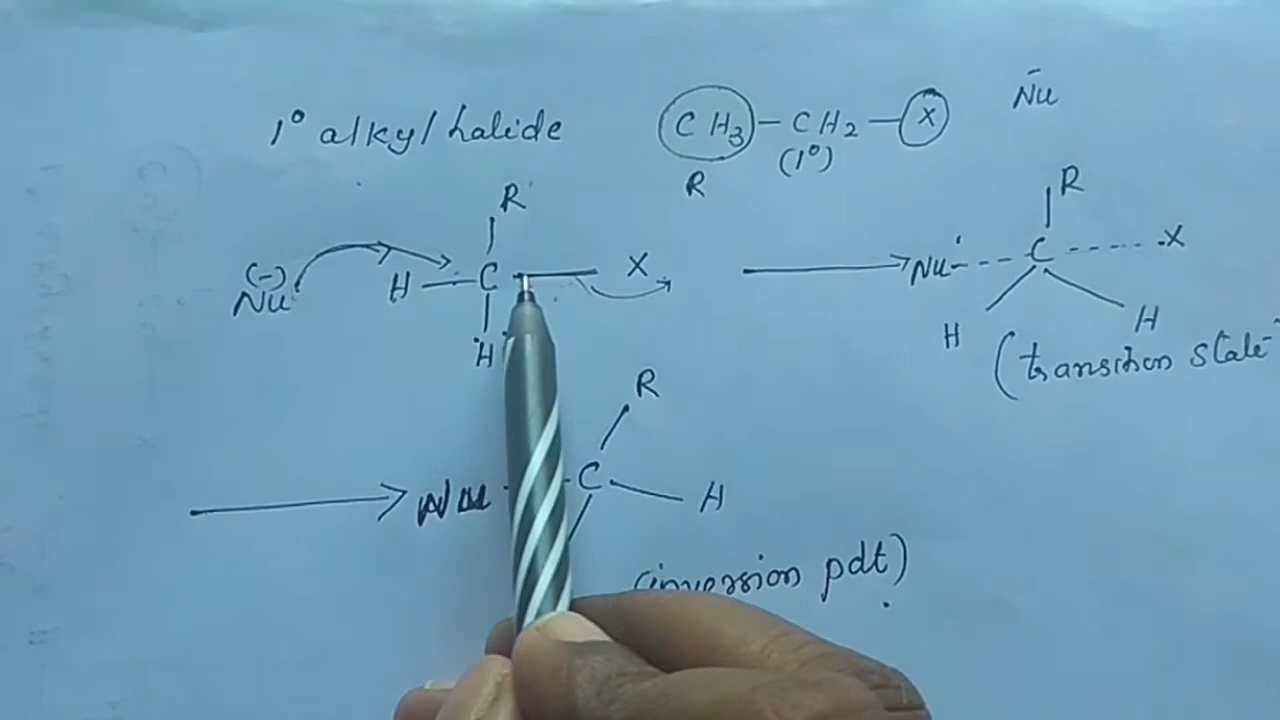 1° alkyl halide CH3 – CH2 – X N̄u
R (1°)
R R
(-)
Nu H – C – X → Nu --- C ---- X
H H H
(transition state
R
→ Nu C – H
(inversion pdt)